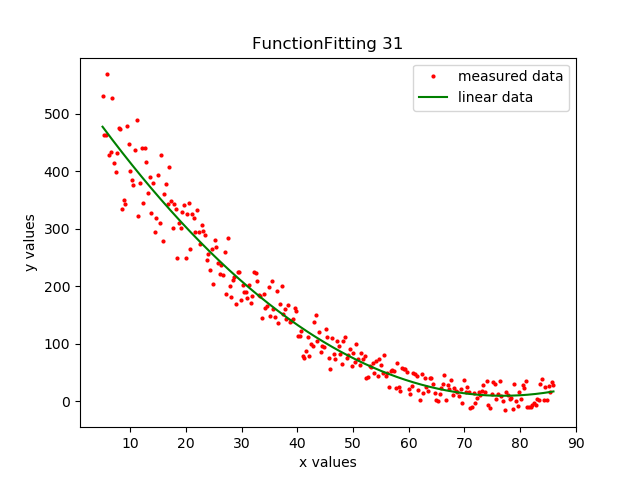 FunctionFitting 31
measured data
linear data
y values
500
400
300
200
100
0
10 20 30 40 50 60 70 80 90
x values